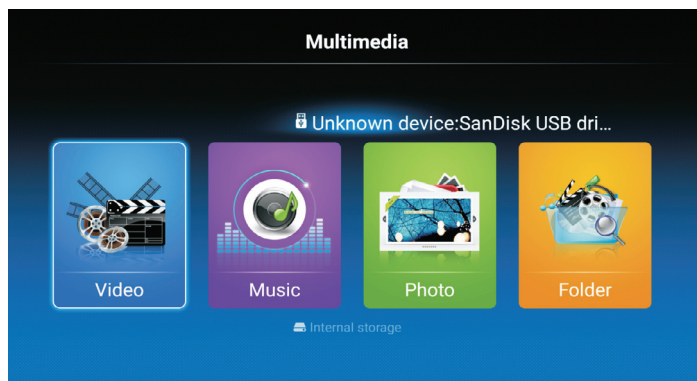 Multimedia
Unknown device:SanDisk USB dri...
Video
Music
Photo
Folder
Internal storage